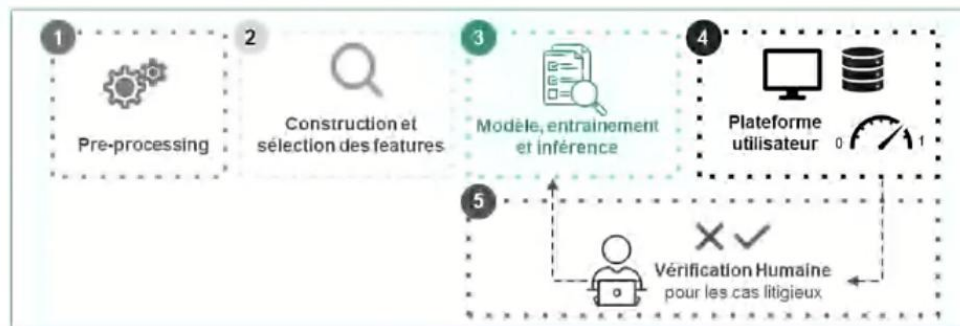 1
Pre-processing
2
Construction et
sélection des features
3
Modèle, entrainement
et inférence
4
Plateforme
utilisateur
0 1
5
Vérification Humaine
pour les cas litigieux